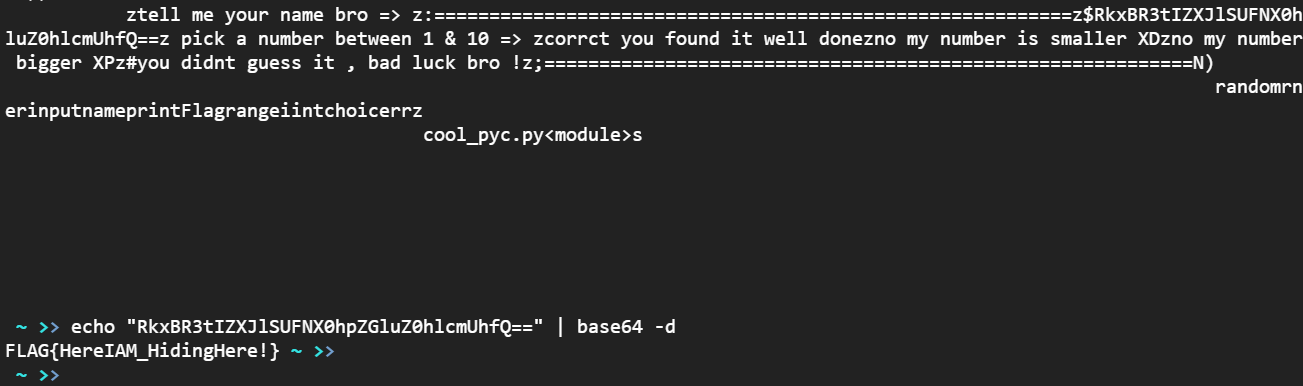 ztell me your name bro => z:==========================================================z$RkxBR3tIZXJlSUFNX0h
luZ0hlcmUhfQ==z pick a number between 1 & 10 => zcorrct you found it well donezno my number is smaller XDzno my number
bigger XPz#you didnt guess it , bad luck bro !z;===========================================================N)
randomrn
erinputnameprintFlagrangeiintchoicerrz
cool_pyc.py<module>s
~ >> echo "RkxBR3tIZXJlSUFNX0hpZGluZ0hlcmUhfQ==" | base64 -d
FLAG{HereIAM_HidingHere!} ~ >>
~ >>